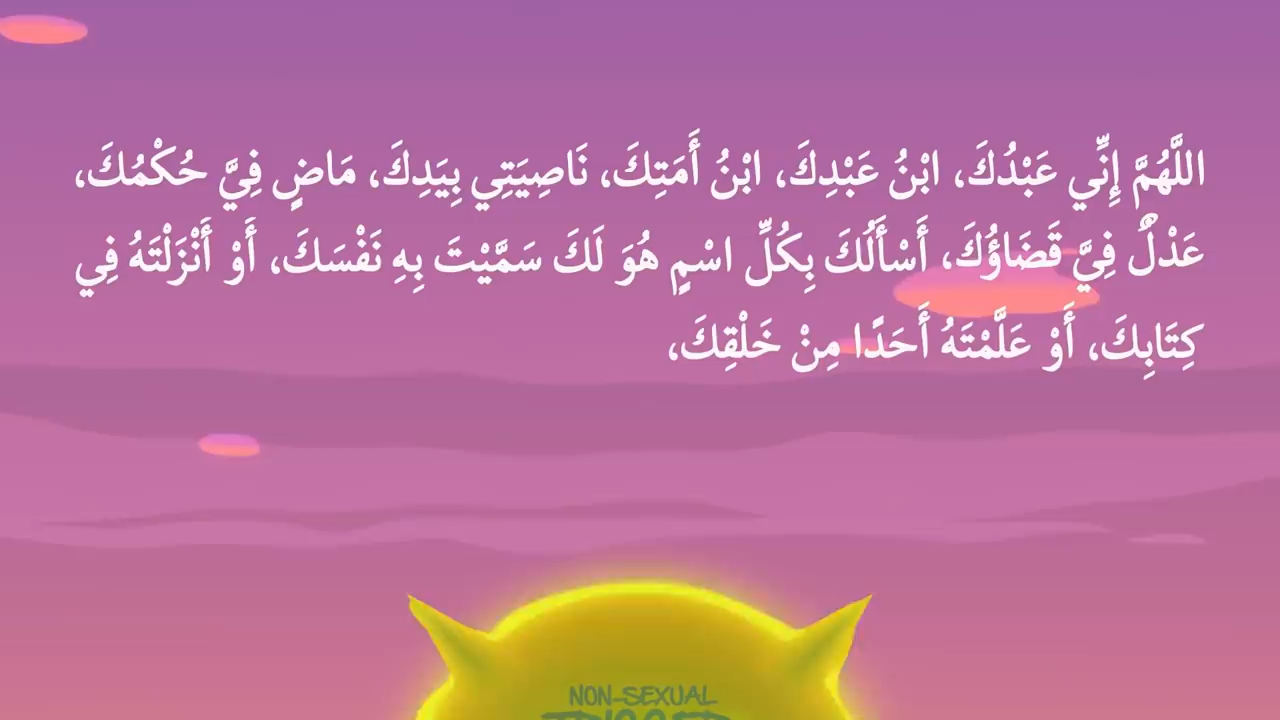 اللَّهُمَّ إِنِّي عَبْدُكَ، ابْنُ عَبْدِكَ، ابْنُ أَمَتِكَ، نَاصِيَتِي بِيَدِكَ، مَاضٍ فِيَّ حُكْمُكَ،
عَدْلٌ فِيَّ قَضَاؤُكَ، أَسْأَلُكَ بِكُلِّ اسْمٍ هُوَ لَكَ سَمَّيْتَ بِهِ نَفْسَكَ، أَوْ أَنْزَلْتَهُ فِي
كِتَابِكَ، أَوْ عَلَّمْتَهُ أَحَدًا مِنْ خَلْقِكَ،
NON-SEXUAL